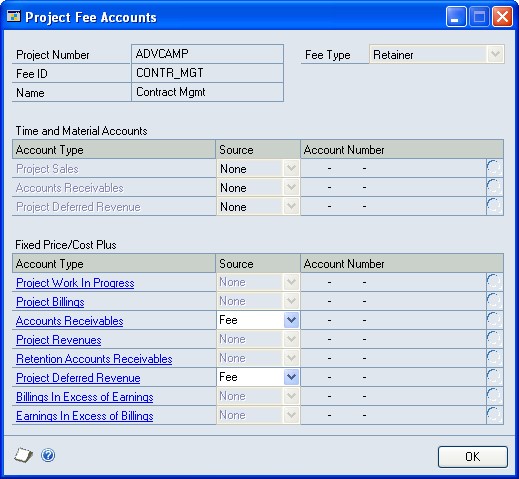 Project Fee Accounts
Project Number ADVCAMP Fee Type Retainer
Fee ID CONTR_MGT
Name Contract Mgmt
Time and Material Accounts
Account Type Source Account Number
Project Sales None - -
Accounts Receivables None - -
Project Deferred Revenue None - -
Fixed Price/Cost Plus
Account Type Source Account Number
Project Work In Progress None - -
Project Billings None - -
Accounts Receivables Fee - -
Project Revenues None - -
Retention Accounts Receivables None - -
Project Deferred Revenue Fee - -
Billings In Excess of Earnings None - -
Earnings In Excess of Billings None - -
OK